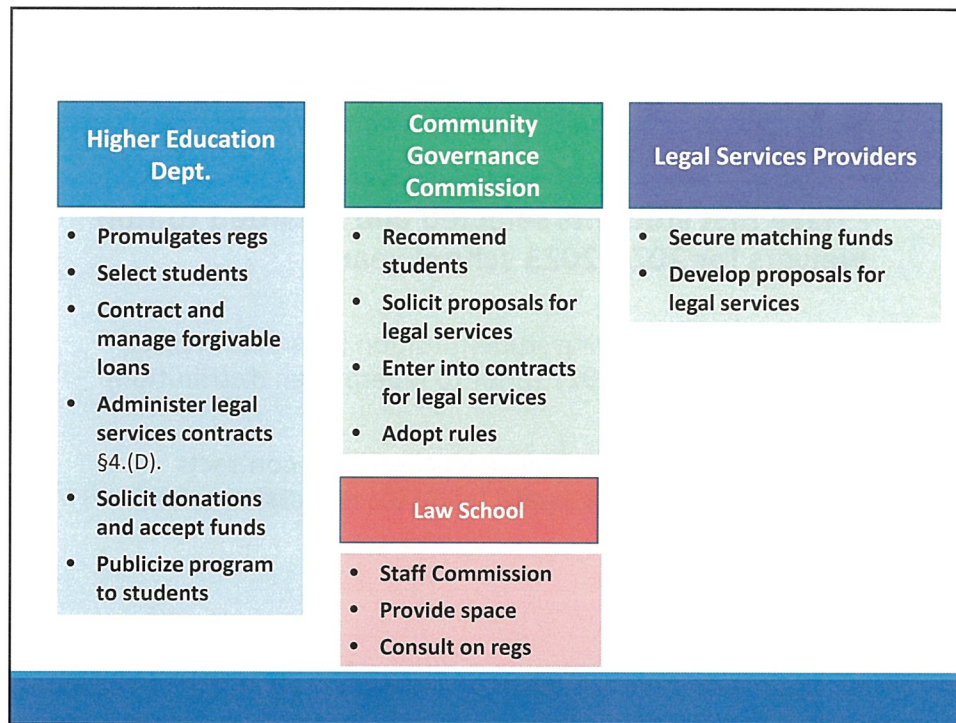 Higher Education
Dept.
• Promulgates regs
• Select students
• Contract and
manage forgivable
loans
• Administer legal
services contracts
§4.(D).
• Solicit donations
and accept funds
• Publicize program
to students
Community
Governance
Commission
• Recommend
students
• Solicit proposals for
legal services
• Enter into contracts
for legal services
• Adopt rules
Law School
• Staff Commission
• Provide space
• Consult on regs
Legal Services Providers
• Secure matching funds
• Develop proposals for
legal services